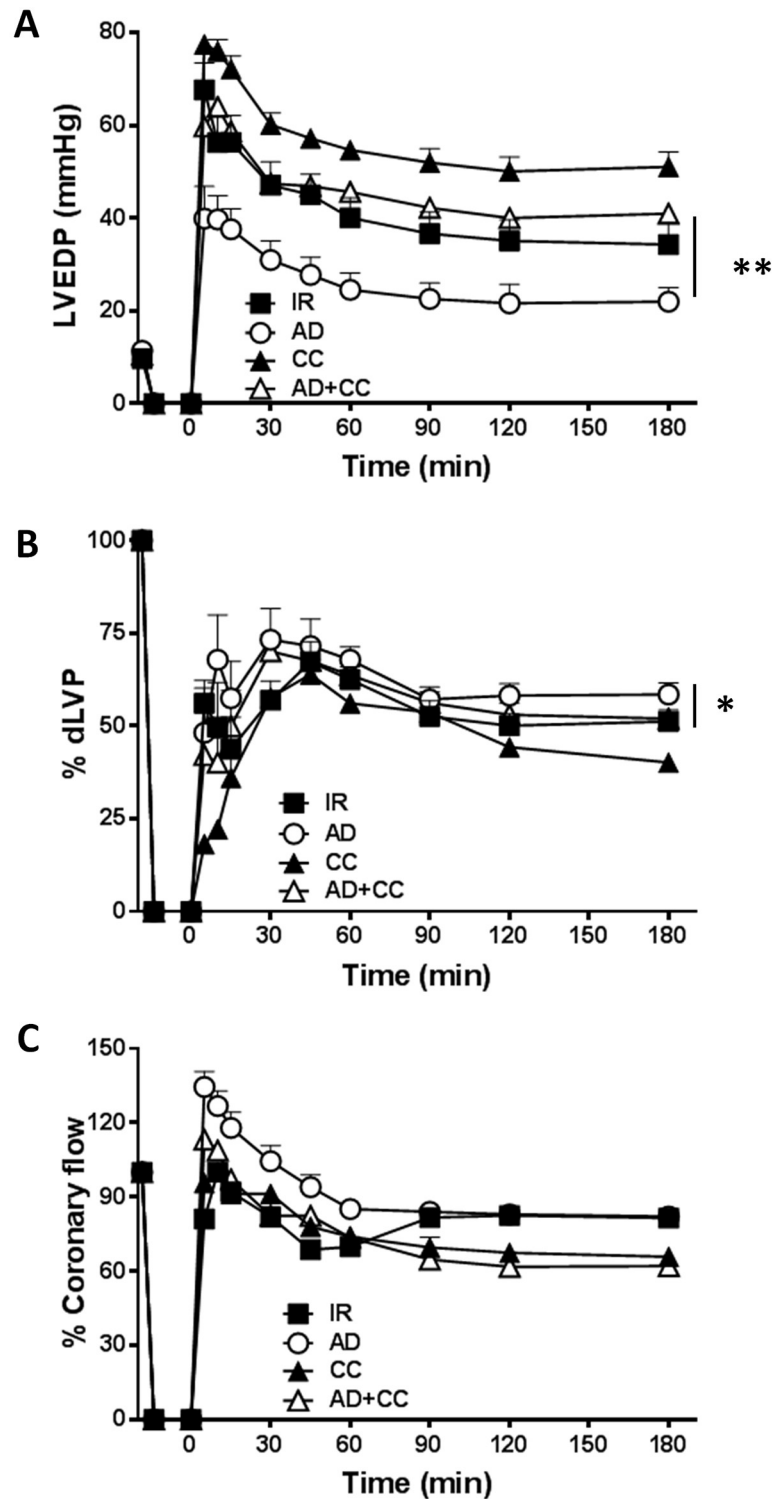 A
LVEDP (mmHg)
80
60
40
20
0
IR
AD
CC
AD+CC
**
0 30 60 90 120 150 180
Time (min)
B
% dLVP
100
75
50
25
0
IR
AD
CC
AD+CC
*
0 30 60 90 120 150 180
Time (min)
C
% Coronary flow
150
120
90
60
30
0
IR
AD
CC
AD+CC
0 30 60 90 120 150 180
Time (min)